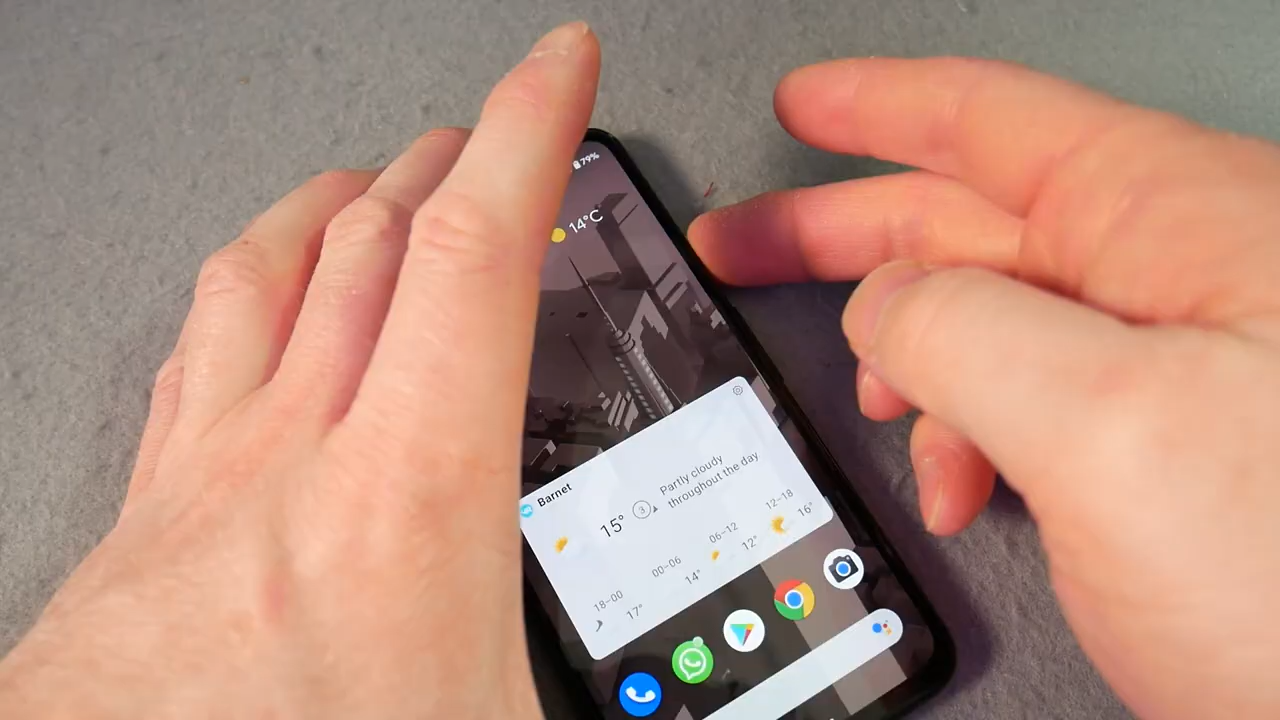 79%
14°C
Barnet
15° 3 Partly cloudy
throughout the day
18-00 00-06 06-12 12-18
17° 14° 12° 16°